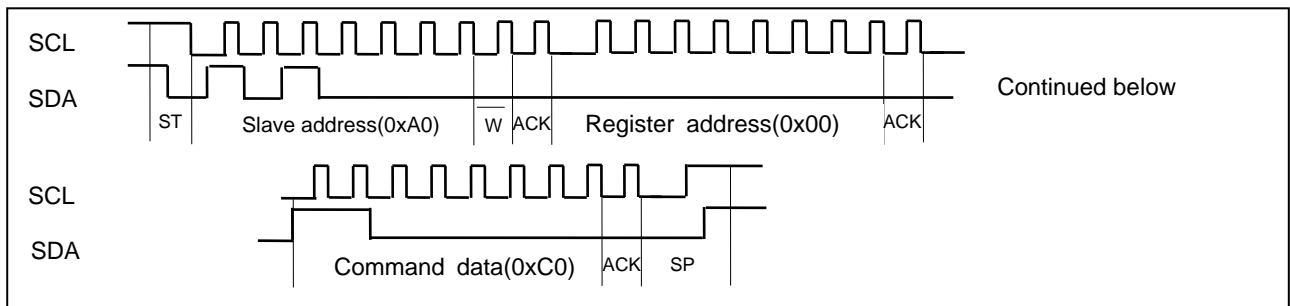 SCL
SDA
Continued below
ST Slave address(0xA0) W ACK Register address(0x00) ACK
SCL
SDA
Command data(0xC0) ACK SP